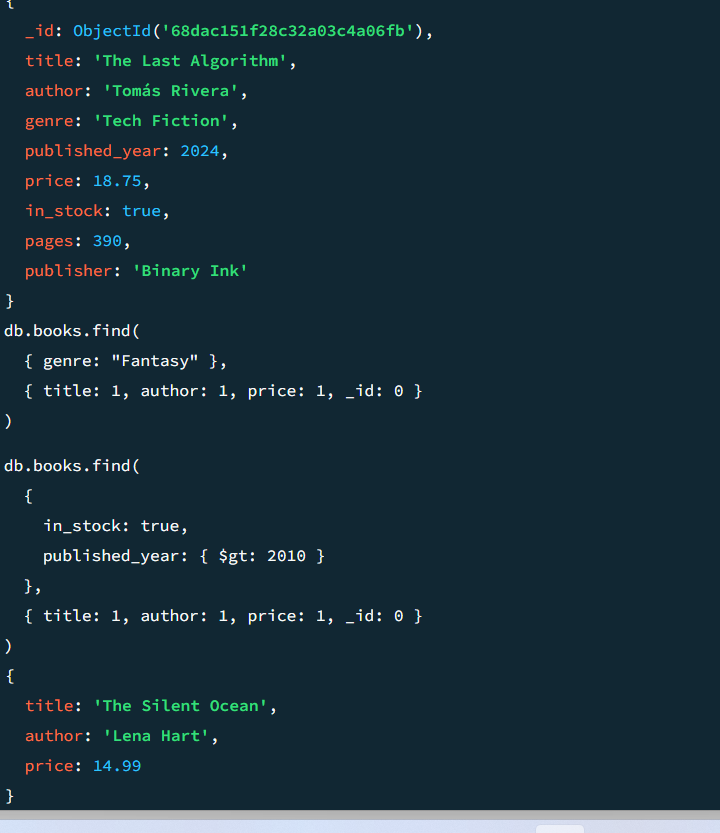 {
_id: ObjectId('68dac151f28c32a03c4a06fb'),
title: 'The Last Algorithm',
author: 'Tomás Rivera',
genre: 'Tech Fiction',
published_year: 2024,
price: 18.75,
in_stock: true,
pages: 390,
publisher: 'Binary Ink'
}
db.books.find(
{ genre: "Fantasy" },
{ title: 1, author: 1, price: 1, _id: 0 }
)
db.books.find(
{
in_stock: true,
published_year: { $gt: 2010 }
},
{ title: 1, author: 1, price: 1, _id: 0 }
)
{
title: 'The Silent Ocean',
author: 'Lena Hart',
price: 14.99
}